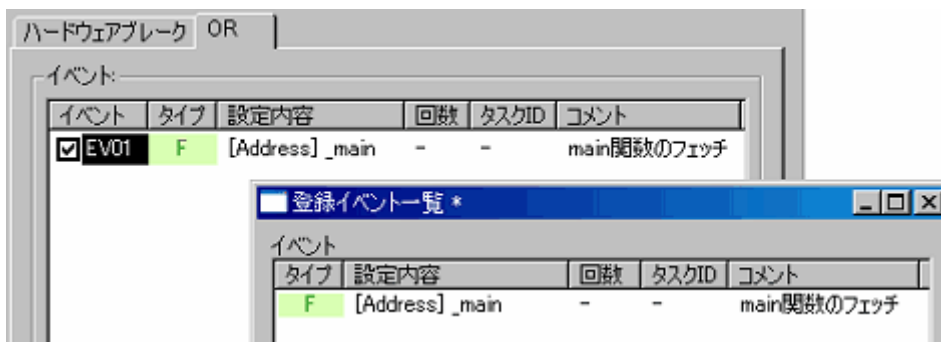 ハードウェアブレーク OR
イベント:
イベント タイプ 設定内容 回数 タスクID コメント
EV01 F [Address] _main - - main関数のフェッチ
登録イベント一覧 *
イベント
タイプ 設定内容 回数 タスクID コメント
F [Address] _main - - main関数のフェッチ